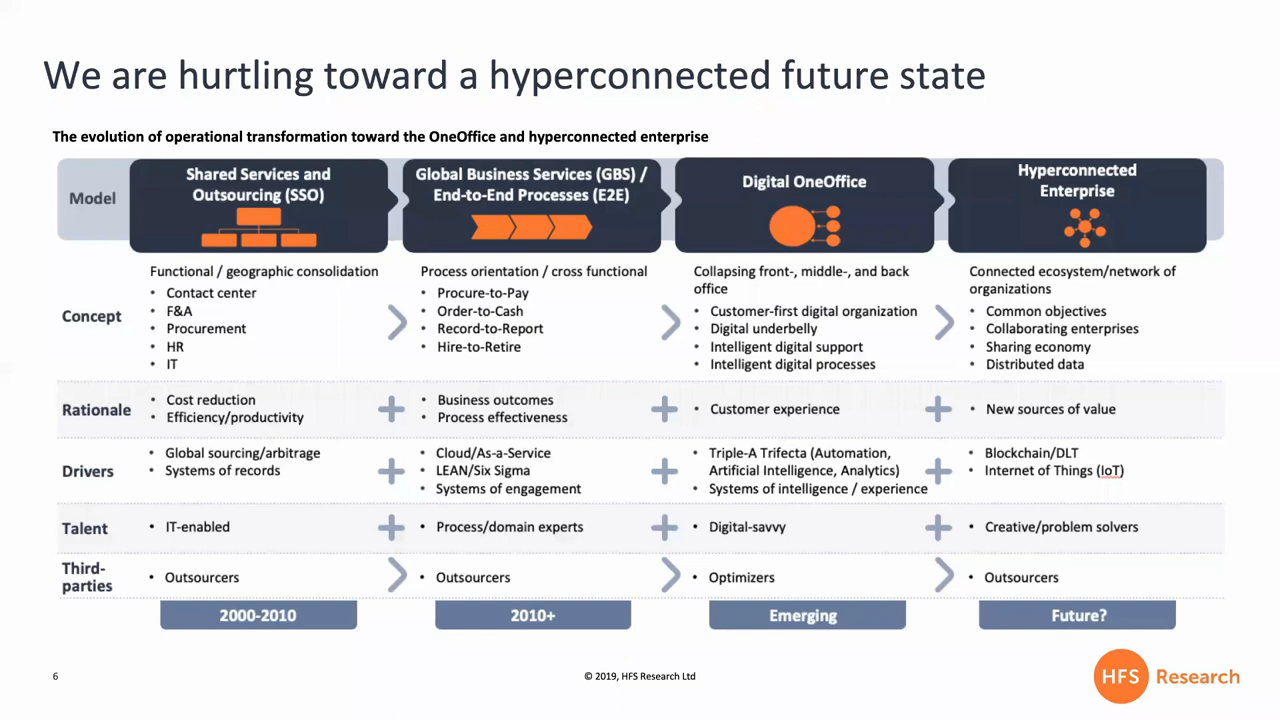 We are hurtling toward a hyperconnected future state
The evolution of operational transformation toward the OneOffice and hyperconnected enterprise
Model
Shared Services and
Outsourcing (SSO)
Global Business Services (GBS) /
End-to-End Processes (E2E)
Digital OneOffice
Hyperconnected
Enterprise
Concept
Functional / geographic consolidation
• Contact center
• F&A
• Procurement
• HR
• IT
Process orientation / cross functional
• Procure-to-Pay
• Order-to-Cash
• Record-to-Report
• Hire-to-Retire
Collapsing front-, middle-, and back
office
• Customer-first digital organization
• Digital underbelly
• Intelligent digital support
• Intelligent digital processes
Connected ecosystem/network of
organizations
• Common objectives
• Collaborating enterprises
• Sharing economy
• Distributed data
Rationale
• Cost reduction
• Efficiency/productivity
• Business outcomes
• Process effectiveness
• Customer experience
• New sources of value
Drivers
• Global sourcing/arbitrage
• Systems of records
• Cloud/As-a-Service
• LEAN/Six Sigma
• Systems of engagement
• Triple-A Trifecta (Automation,
Artificial Intelligence, Analytics)
• Systems of intelligence / experience
• Blockchain/DLT
• Internet of Things (IoT)
Talent
• IT-enabled
• Process/domain experts
• Digital-savvy
• Creative/problem solvers
Third-
parties
• Outsourcers
• Outsourcers
• Optimizers
• Outsourcers
2000-2010
2010+
Emerging
Future?
6
© 2019, HFS Research Ltd
HFS Research